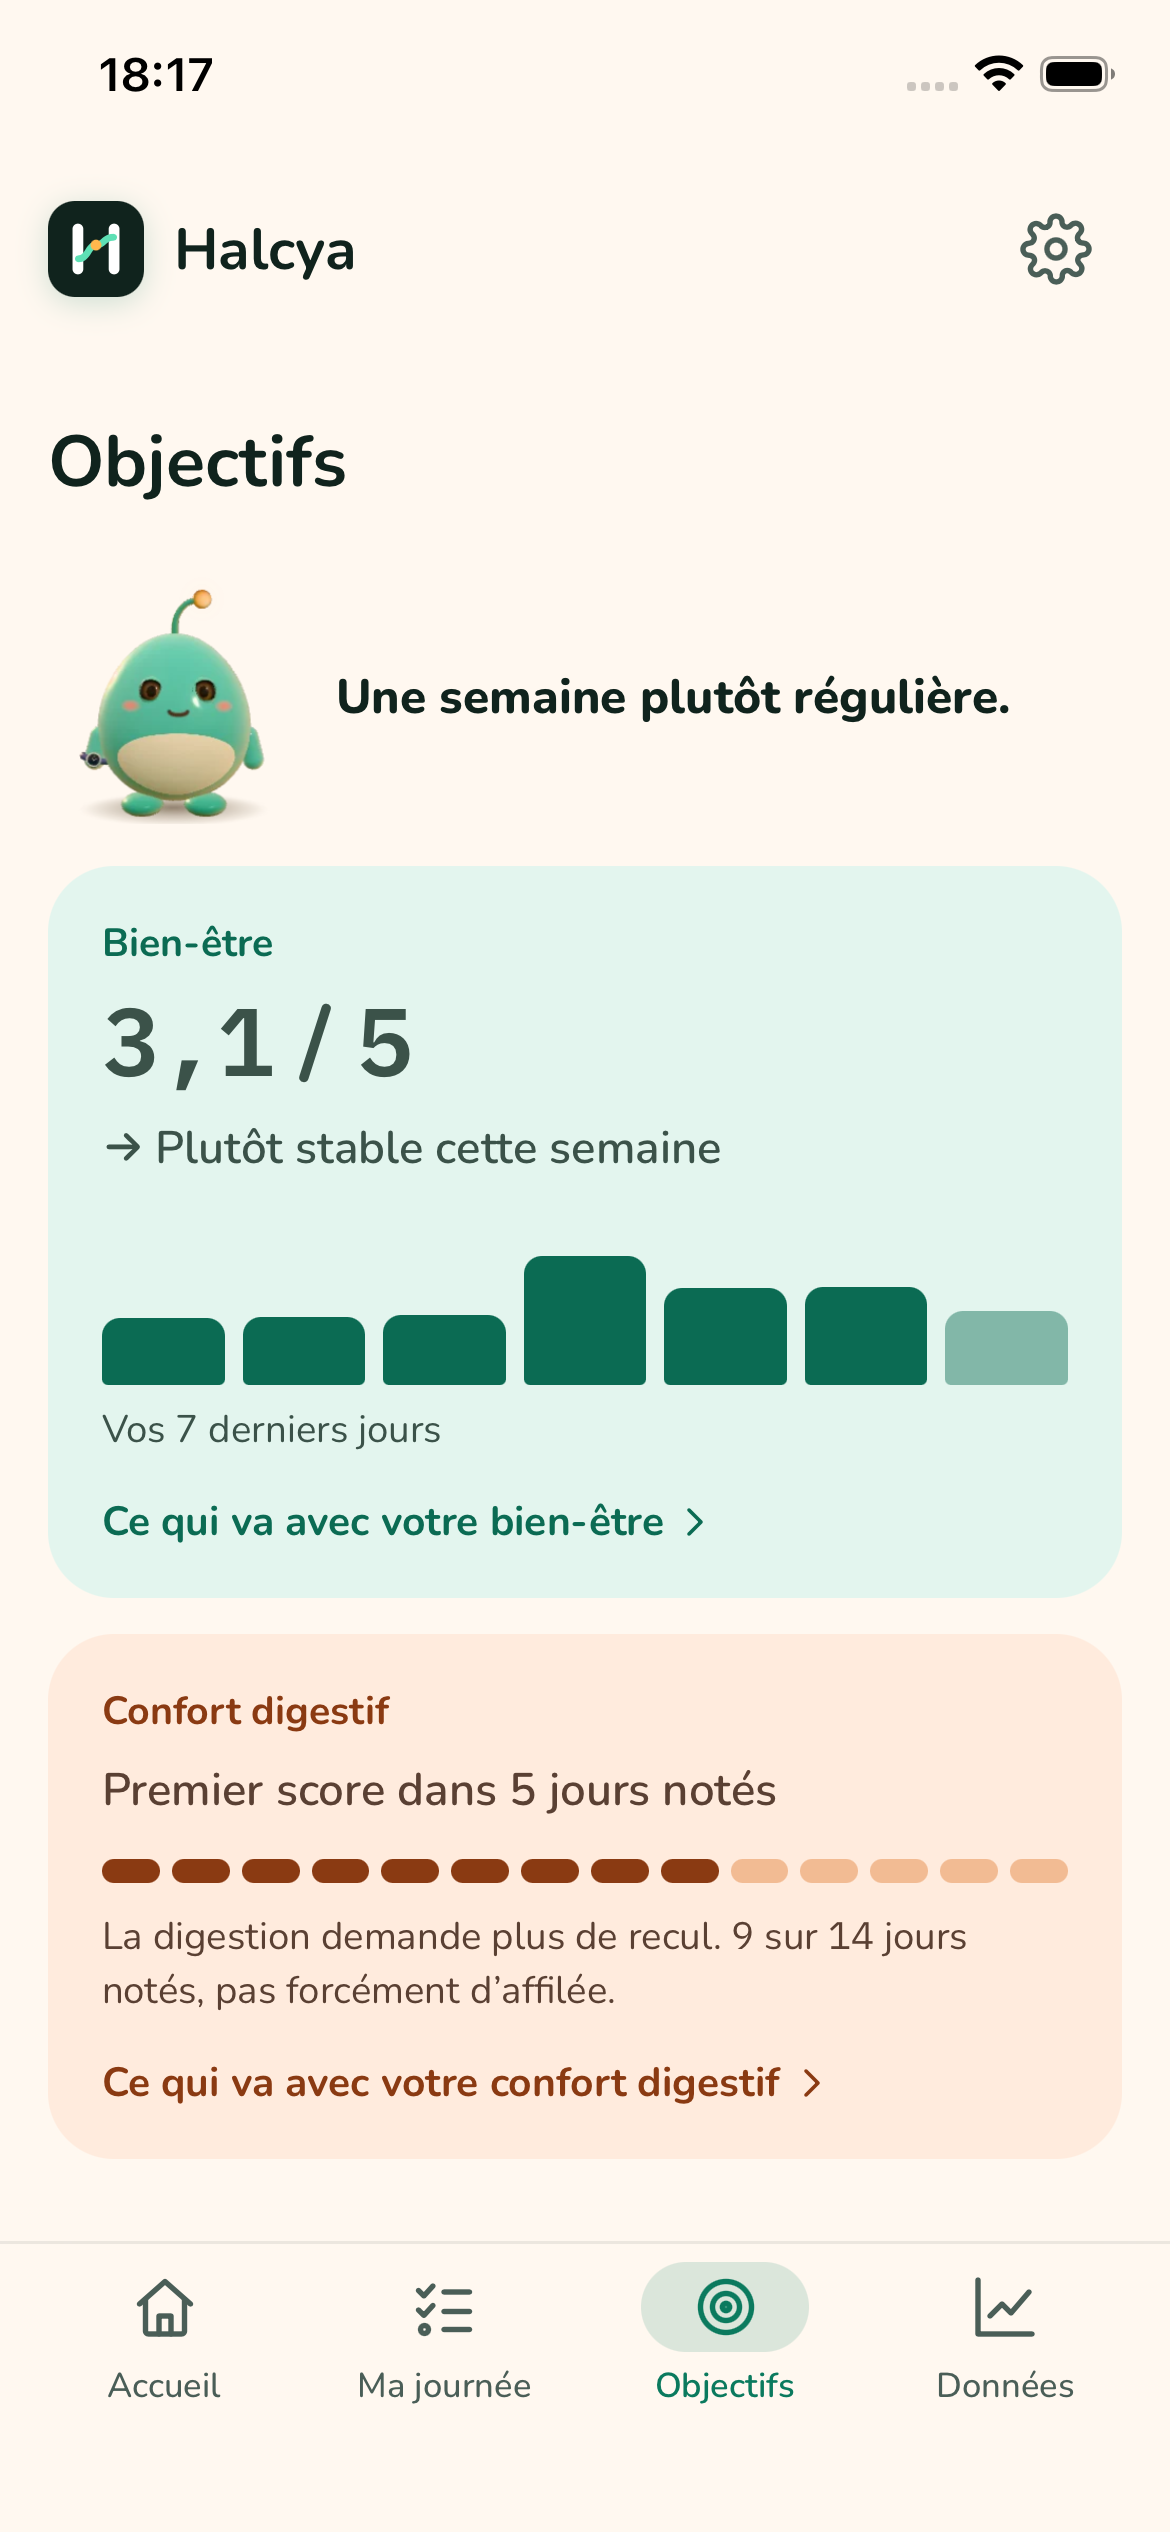 18:17
Halcya
Objectifs
Une semaine plutôt régulière.
Bien-être
3,1/5
→ Plutôt stable cette semaine
Vos 7 derniers jours
Ce qui va avec votre bien-être >
Confort digestif
Premier score dans 5 jours notés
La digestion demande plus de recul. 9 sur 14 jours
notés, pas forcément d’affilée.
Ce qui va avec votre confort digestif >
Accueil
Ma journée
Objectifs
Données